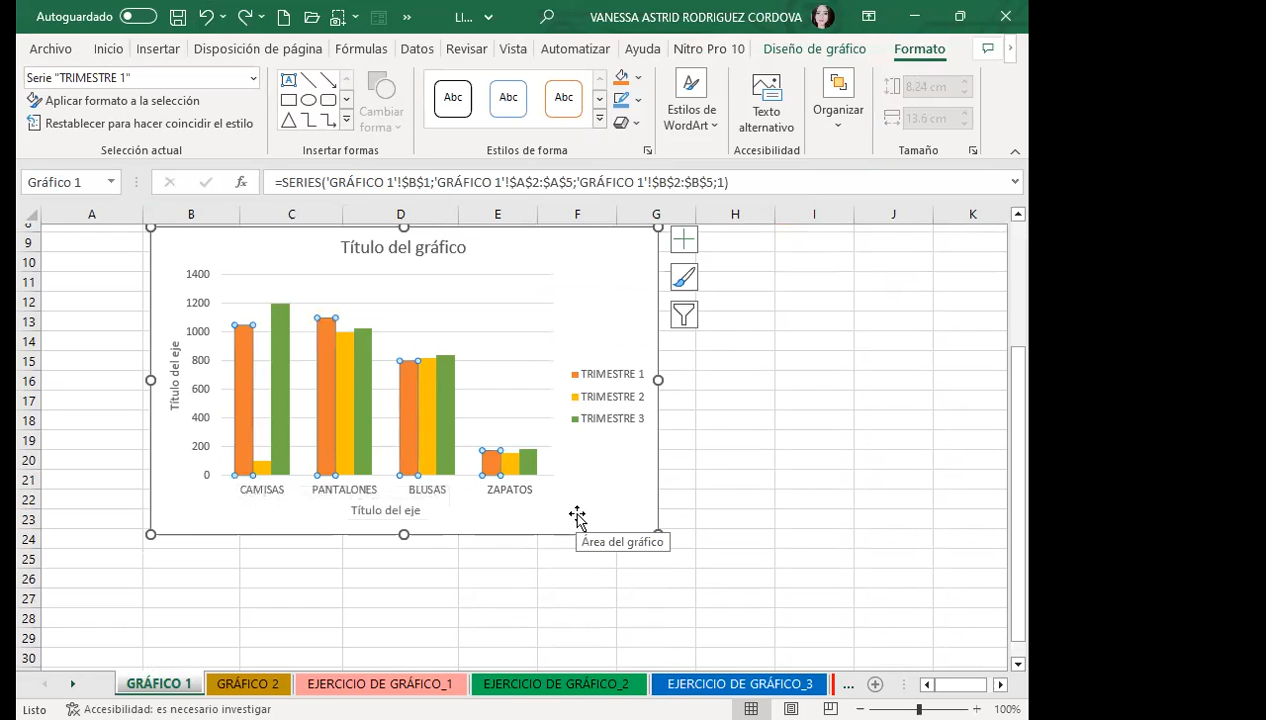 Autoguardado
LI...
VANESSA ASTRID RODRIGUEZ CORDOVA
Archivo Inicio Insertar Disposición de página Fórmulas Datos Revisar Vista Automatizar Ayuda Nitro Pro 10 Diseño de gráfico Formato
Serie "TRIMESTRE 1"
Aplicar formato a la selección
Restablecer para hacer coincidir el estilo
Selección actual
Cambiar
forma
Insertar formas
Abc Abc Abc
Estilos de forma
Estilos de
WordArt
Texto
alternativo
Accesibilidad
Organizar
8.24 cm
13.6 cm
Tamaño
Gráfico 1
fx
=SERIES('GRÁFICO 1'!$B$1;'GRÁFICO 1'!$A$2:$A$5;'GRÁFICO 1'!$B$2:$B$5;1)
A B C D E F G H I J K
9
10
11
12
13
14
15
16
17
18
19
20
21
22
23
24
25
26
27
28
29
30
Título del gráfico
1400
1200
1000
800
600
400
200
0
Título del eje
CAMISAS PANTALONES BLUSAS ZAPATOS
Título del eje
TRIMESTRE 1
TRIMESTRE 2
TRIMESTRE 3
Área del gráfico
GRÁFICO 1 GRÁFICO 2 EJERCICIO DE GRÁFICO_1 EJERCICIO DE GRÁFICO_2 EJERCICIO DE GRÁFICO_3 ...
Listo Accesibilidad: es necesario investigar 100%